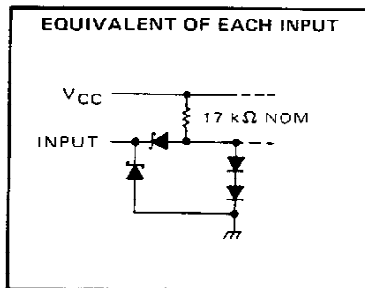 EQUIVALENT OF EACH INPUT
VCC
17 kΩ NOM
INPUT